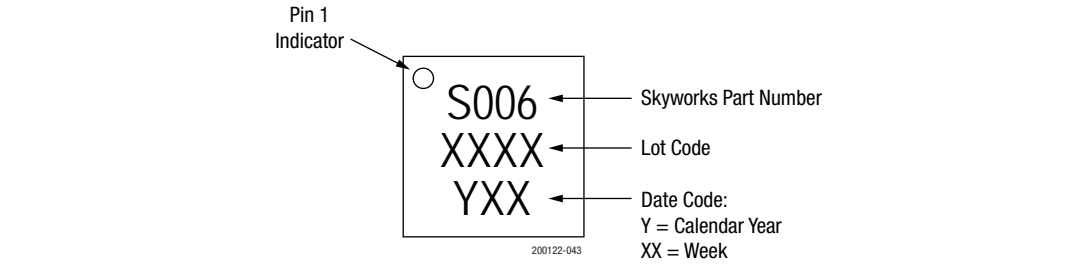 Pin 1
Indicator
S006
Skyworks Part Number
XXXX
Lot Code
YXX
Date Code:
Y = Calendar Year
XX = Week
200122-043